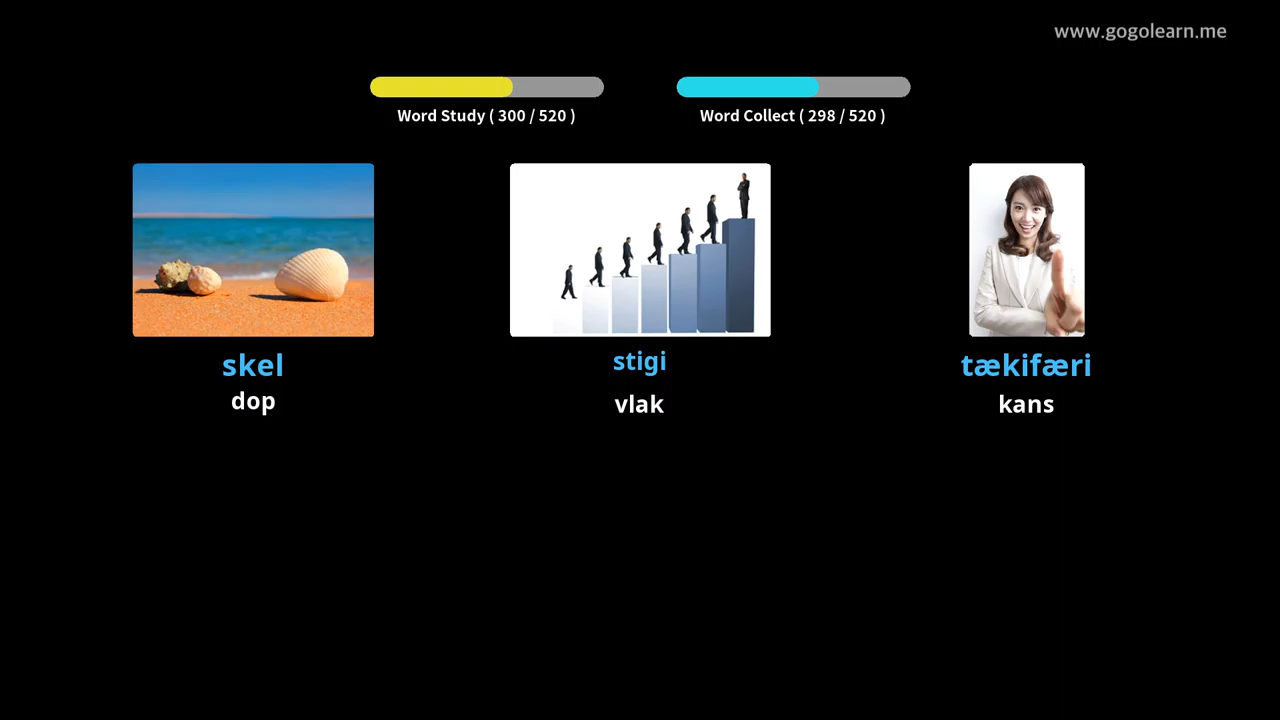 www.gogolearn.me
Word Study ( 300 / 520 )
Word Collect ( 298 / 520 )
skel
dop
stigi
vlak
tækifæri
kans